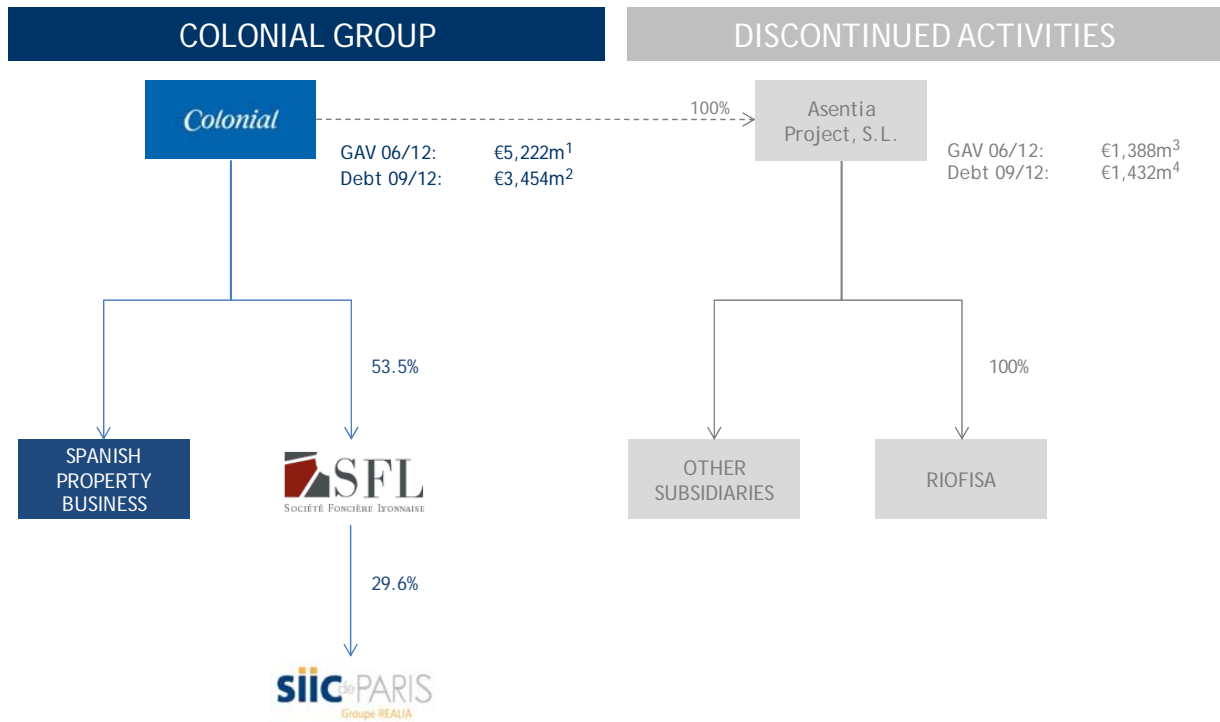 COLONIAL GROUP
DISCONTINUED ACTIVITIES
Colonial
100%
Asentia
Project, S.L.
GAV 06/12: €5,222m1
Debt 09/12: €3,454m2
GAV 06/12: €1,388m3
Debt 09/12: €1,432m4
53.5%
100%
SPANISH
PROPERTY
BUSINESS
SFL
SOCIÉTÉ FONCIÈRE LYONNAISE
OTHER
SUBSIDIARIES
RIOFISA
29.6%
siic de PARIS
Groupe REALIA